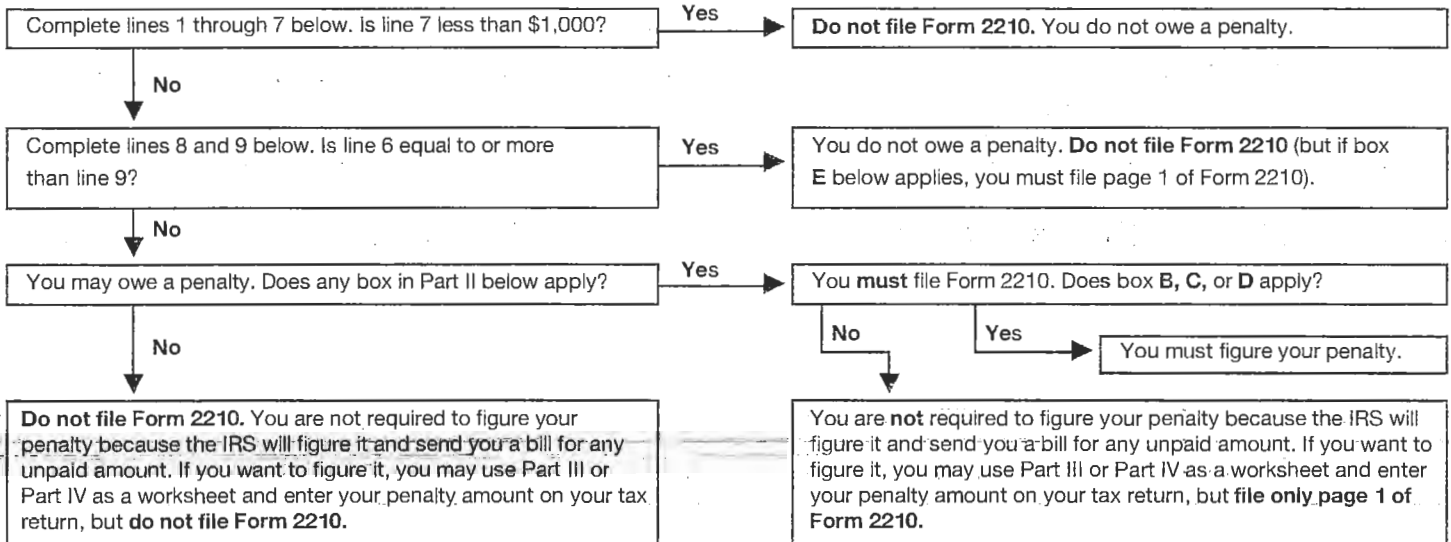 Complete lines 1 through 7 below. Is line 7 less than $1,000?
Yes
Do not file Form 2210. You do not owe a penalty.
No
Complete lines 8 and 9 below. Is line 6 equal to or more
than line 9?
Yes
You do not owe a penalty. Do not file Form 2210 (but if box
E below applies, you must file page 1 of Form 2210).
No
You may owe a penalty. Does any box in Part II below apply?
Yes
You must file Form 2210. Does box B, C, or D apply?
No
Yes
You must figure your penalty.
No
Do not file Form 2210. You are not required to figure your
penalty because the IRS will figure it and send you a bill for any
unpaid amount. If you want to figure it, you may use Part III or
Part IV as a worksheet and enter your penalty amount on your tax
return, but do not file Form 2210.
You are not required to figure your penalty because the IRS will
figure it and send you a bill for any unpaid amount. If you want to
figure it, you may use Part III or Part IV as a worksheet and enter
your penalty amount on your tax return, but file only page 1 of
Form 2210.